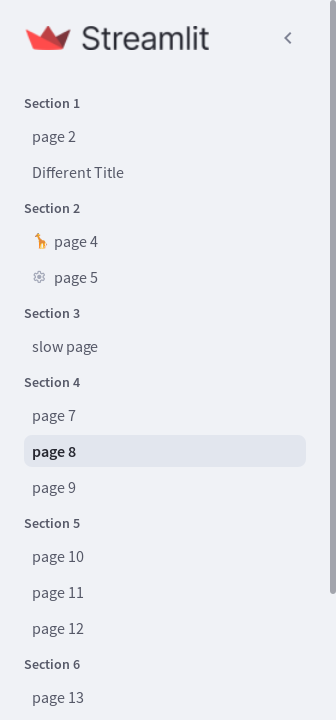 Streamlit
Section 1
page 2
Different Title
Section 2
page 4
page 5
Section 3
slow page
Section 4
page 7
page 8
page 9
Section 5
page 10
page 11
page 12
Section 6
page 13